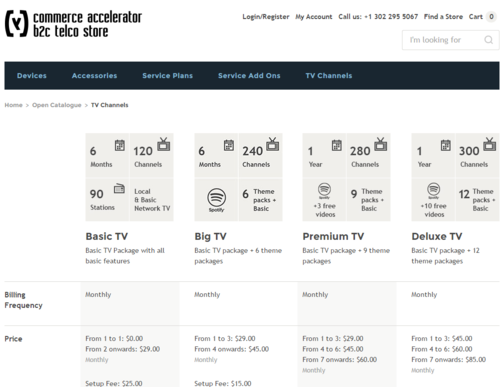 commerce accelerator
b2c telco store
Login/Register My Account Call us: +1 302 295 5067 Find a Store Cart 0
I'm looking for
Devices Accessories Service Plans Service Add Ons TV Channels
Home > Open Catalogue > TV Channels
6 Months 120 Channels
90 Stations Local & Basic Network TV
6 Months 240 Channels
Spotify 6 Theme packs + Basic
1 Year 280 Channels
Spotify +3 free videos 9 Theme packs + Basic
1 Year 300 Channels
Spotify +10 free videos 12 Theme packs + Basic
Basic TV Big TV Premium TV Deluxe TV
Basic TV Package with all basic features
Basic TV package + 6 theme packages
Basic TV package + 9 theme packages
Basic TV package + 12 theme packages
Billing Frequency
Monthly Monthly Monthly Monthly
Price
From 1 to 1: $0.00
From 2 onwards: $29.00
Monthly
Setup Fee: $25.00
From 1 to 3: $29.00
From 4 onwards: $45.00
Monthly
Setup Fee: $15.00
From 1 to 3: $29.00
From 4 to 6: $45.00
From 7 onwards: $60.00
Monthly
From 1 to 3: $45.00
From 4 to 6: $60.00
From 7 onwards: $85.00
Monthly